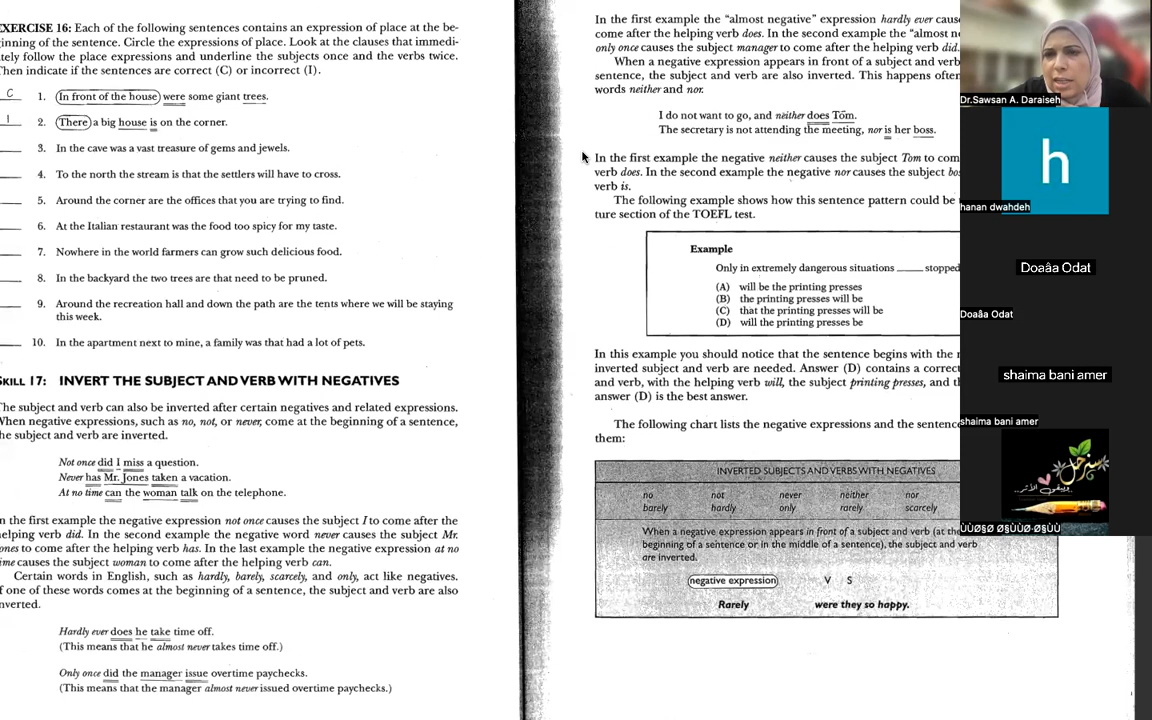 EXERCISE 16: Each of the following sentences contains an expression of place at the be-
inning of the sentence. Circle the expressions of place. Look at the clauses that immedi-
tely follow the place expressions and underline the subjects once and the verbs twice.
Then indicate if the sentences are correct (C) or incorrect (I).
C 1. (In front of the house) were some giant trees.
I 2. (There) a big house is on the corner.
3. In the cave was a vast treasure of gems and jewels.
4. To the north the stream is that the settlers will have to cross.
5. Around the corner are the offices that you are trying to find.
6. At the Italian restaurant was the food too spicy for my taste.
7. Nowhere in the world farmers can grow such delicious food.
8. In the backyard the two trees are that need to be pruned.
9. Around the recreation hall and down the path are the tents where we will be staying
this week.
10. In the apartment next to mine, a family was that had a lot of pets.
SKILL 17: INVERT THE SUBJECT AND VERB WITH NEGATIVES
The subject and verb can also be inverted after certain negatives and related expressions.
When negative expressions, such as no, not, or never, come at the beginning of a sentence,
he subject and verb are inverted.
Not once did I miss a question.
Never has Mr. Jones taken a vacation.
At no time can the woman talk on the telephone.
n the first example the negative expression not once causes the subject I to come after the
elping verb did. In the second example the negative word never causes the subject Mr.
ones to come after the helping verb has. In the last example the negative expression at no
ime causes the subject woman to come after the helping verb can.
Certain words in English, such as hardly, barely, scarcely, and only, act like negatives.
f one of these words comes at the beginning of a sentence, the subject and verb are also
nverted.
Hardly ever does he take time off.
(This means that he almost never takes time off.)
Only once did the manager issue overtime paychecks.
(This means that the manager almost never issued overtime paychecks.)
In the first example the "almost negative" expression hardly ever cause
come after the helping verb does. In the second example the "almost n
only once causes the subject manager to come after the helping verb did.
When a negative expression appears in front of a subject and verb
sentence, the subject and verb are also inverted. This happens often
words neither and nor.
I do not want to go, and neither does Tom.
The secretary is not attending the meeting, nor is her boss.
In the first example the negative neither causes the subject Tom to com
verb does. In the second example the negative nor causes the subject bo
verb is.
The following example shows how this sentence pattern could be
ture section of the TOEFL test.
Example
Only in extremely dangerous situations ____ stopped
(A) will be the printing presses
(B) the printing presses will be
(C) that the printing presses will be
(D) will the printing presses be
In this example you should notice that the sentence begins with the n
inverted subject and verb are needed. Answer (D) contains a correct
and verb, with the helping verb will, the subject printing presses, and t
answer (D) is the best answer.
The following chart lists the negative expressions and the sentence
them:
INVERTED SUBJECTS AND VERBS WITH NEGATIVES
no not never neither nor
barely hardly only rarely scarcely
When a negative expression appears in front of a subject and verb (at the
beginning of a sentence or in the middle of a sentence), the subject and verb
are inverted.
(negative expression) V S
Rarely were they so happy.
Dr.Sawsan A. Daraiseh
h
hanan dwahdeh
Doaâa Odat
Doaâa Odat
shaima bani amer
shaima bani amer